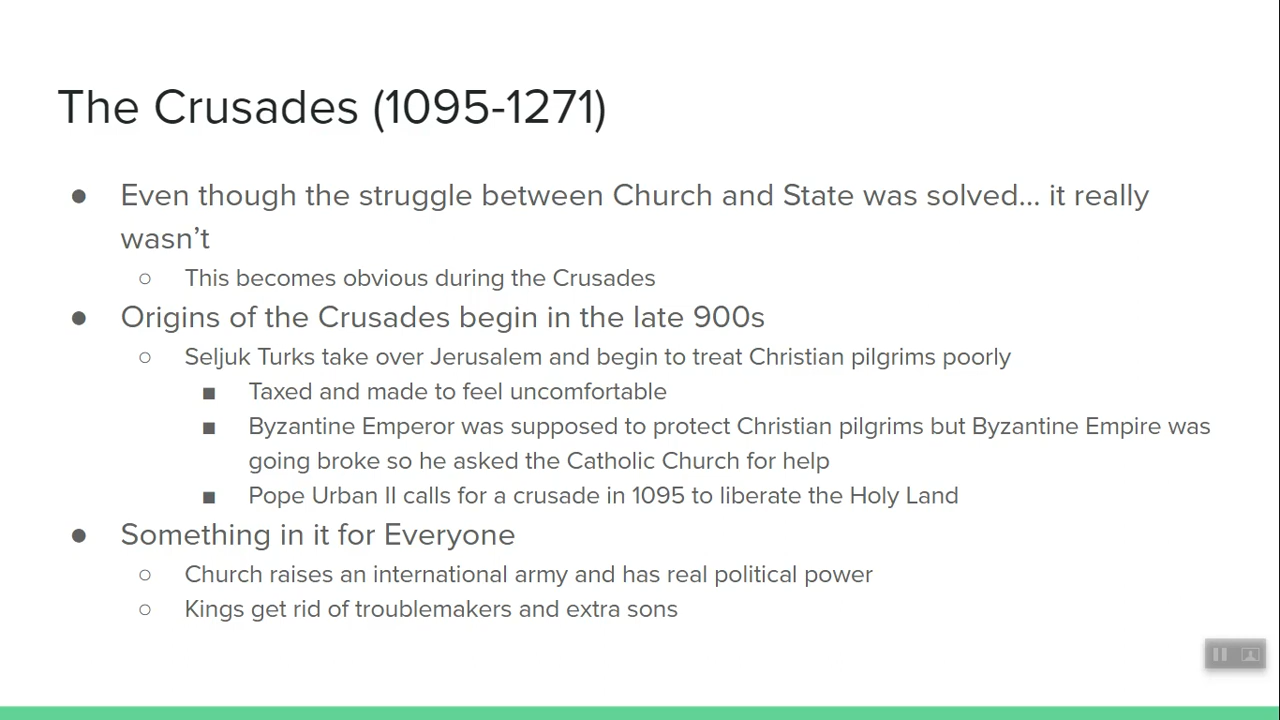 The Crusades (1095-1271)
● Even though the struggle between Church and State was solved... it really
wasn’t
○ This becomes obvious during the Crusades
● Origins of the Crusades begin in the late 900s
○ Seljuk Turks take over Jerusalem and begin to treat Christian pilgrims poorly
■ Taxed and made to feel uncomfortable
■ Byzantine Emperor was supposed to protect Christian pilgrims but Byzantine Empire was
going broke so he asked the Catholic Church for help
■ Pope Urban II calls for a crusade in 1095 to liberate the Holy Land
● Something in it for Everyone
○ Church raises an international army and has real political power
○ Kings get rid of troublemakers and extra sons